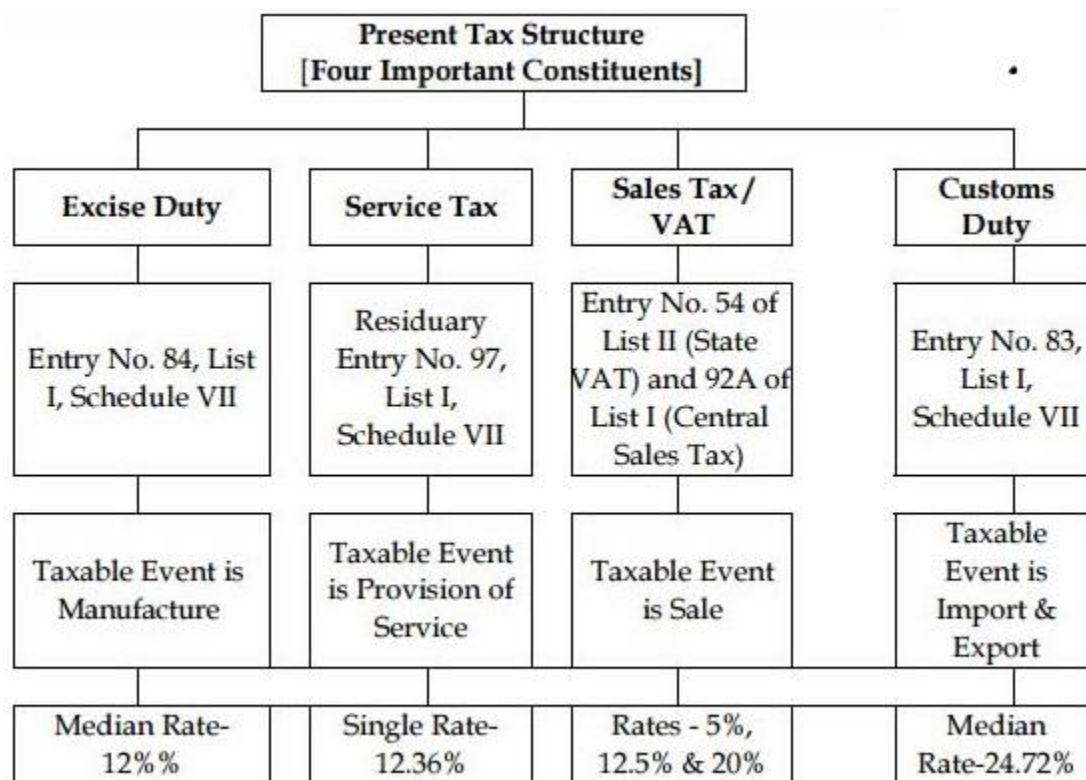 Present Tax Structure
[Four Important Constituents]
Excise Duty
Service Tax
Sales Tax/
VAT
Customs
Duty
Entry No. 84, List
I, Schedule VII
Residuary
Entry No. 97,
List I,
Schedule VII
Entry No. 54 of
List II (State
VAT) and 92A of
List I (Central
Sales Tax)
Entry No. 83,
List I,
Schedule VII
Taxable Event is
Manufacture
Taxable Event
is Provision of
Service
Taxable Event
is Sale
Taxable
Event is
Import &
Export
Median Rate-
12%%
Single Rate-
12.36%
Rates - 5%,
12.5% & 20%
Median
Rate-24.72%